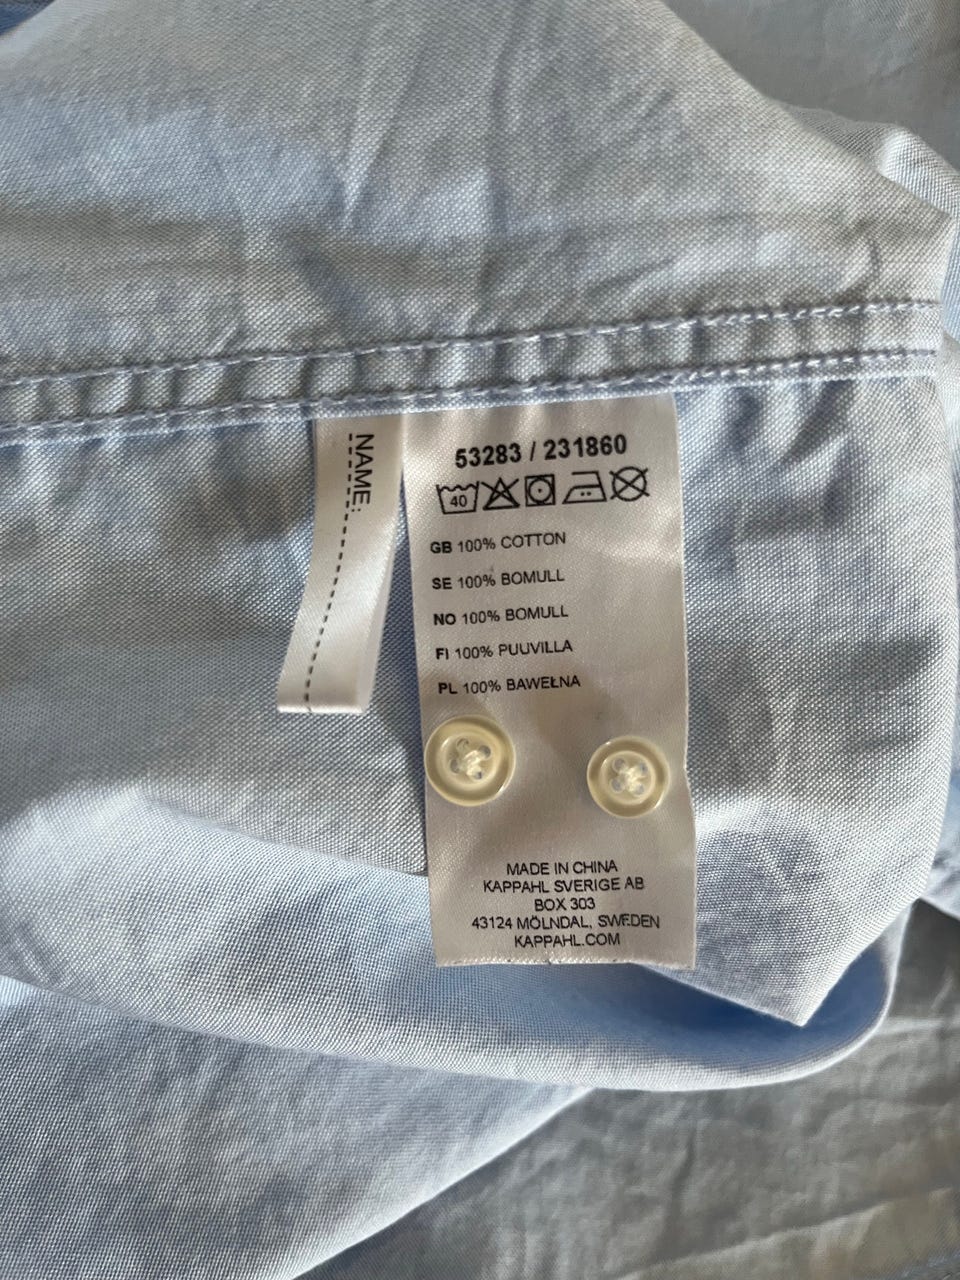 NAME:
53283 / 231860
40
GB 100% COTTON
SE 100% BOMULL
NO 100% BOMULL
FI 100% PUUVILLA
PL 100% BAWEŁNA
MADE IN CHINA
KAPPAHL SVERIGE AB
BOX 303
43124 MÖLNDAL, SWEDEN
KAPPAHL.COM